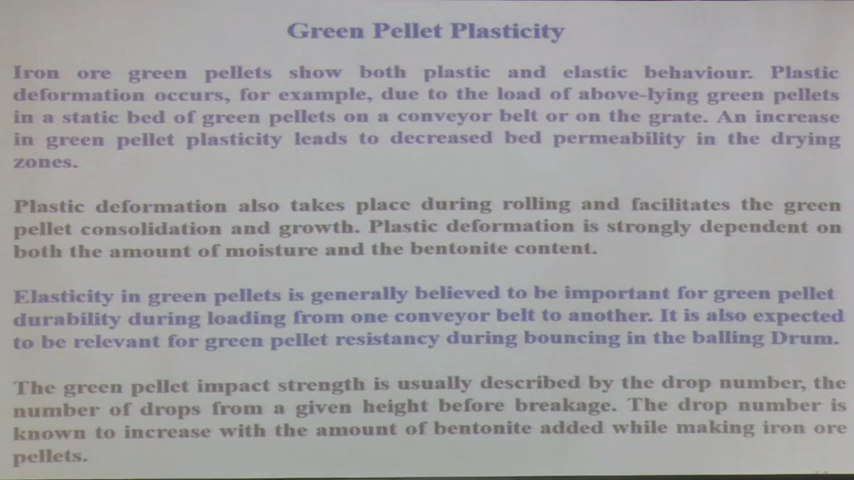 Green Pellet Plasticity
Iron ore green pellets show both plastic and elastic behaviour. Plastic
deformation occurs, for example, due to the load of above-lying green pellets
in a static bed of green pellets on a conveyor belt or on the grate. An increase
in green pellet plasticity leads to decreased bed permeability in the drying
zones.
Plastic deformation also takes place during rolling and facilitates the green
pellet consolidation and growth. Plastic deformation is strongly dependent on
both the amount of moisture and the bentonite content.
Elasticity in green pellets is generally believed to be important for green pellet
durability during loading from one conveyor belt to another. It is also expected
to be relevant for green pellet resistancy during bouncing in the balling Drum.
The green pellet impact strength is usually described by the drop number, the
number of drops from a given height before breakage. The drop number is
known to increase with the amount of bentonite added while making iron ore
pellets.